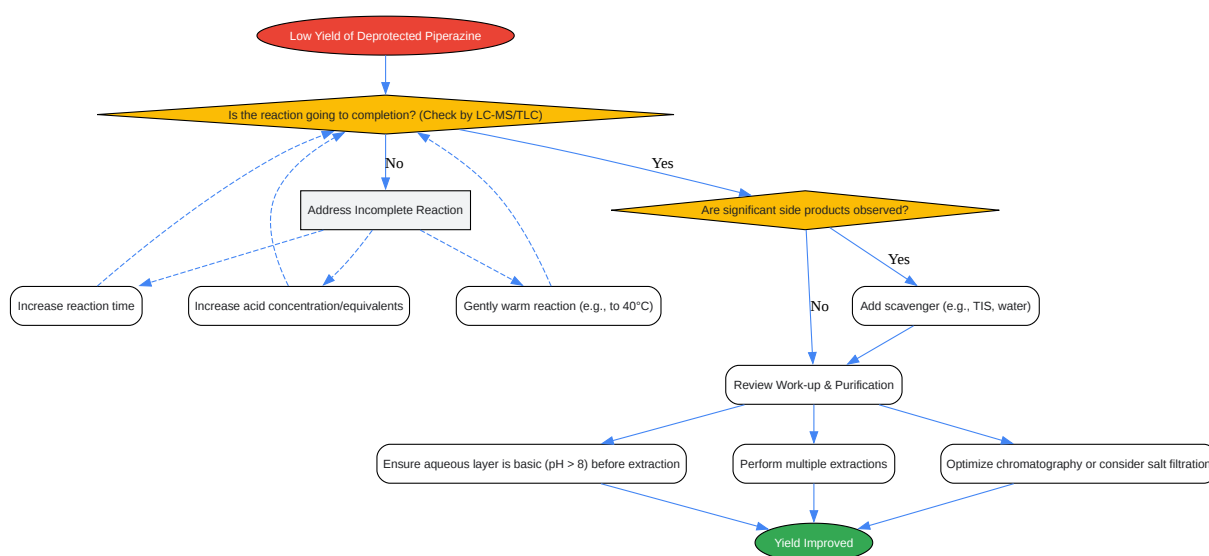 Low Yield of Deprotected Piperazine
Is the reaction going to completion? (Check by LC-MS/TLC)
No
Yes
Address Incomplete Reaction
Are significant side products observed?
Yes
Increase reaction time
Increase acid concentration/equivalents
Gently warm reaction (e.g., to 40°C)
No
Add scavenger (e.g., TIS, water)
Review Work-up & Purification
Ensure aqueous layer is basic (pH > 8) before extraction
Perform multiple extractions
Optimize chromatography or consider salt filtration
Yield Improved